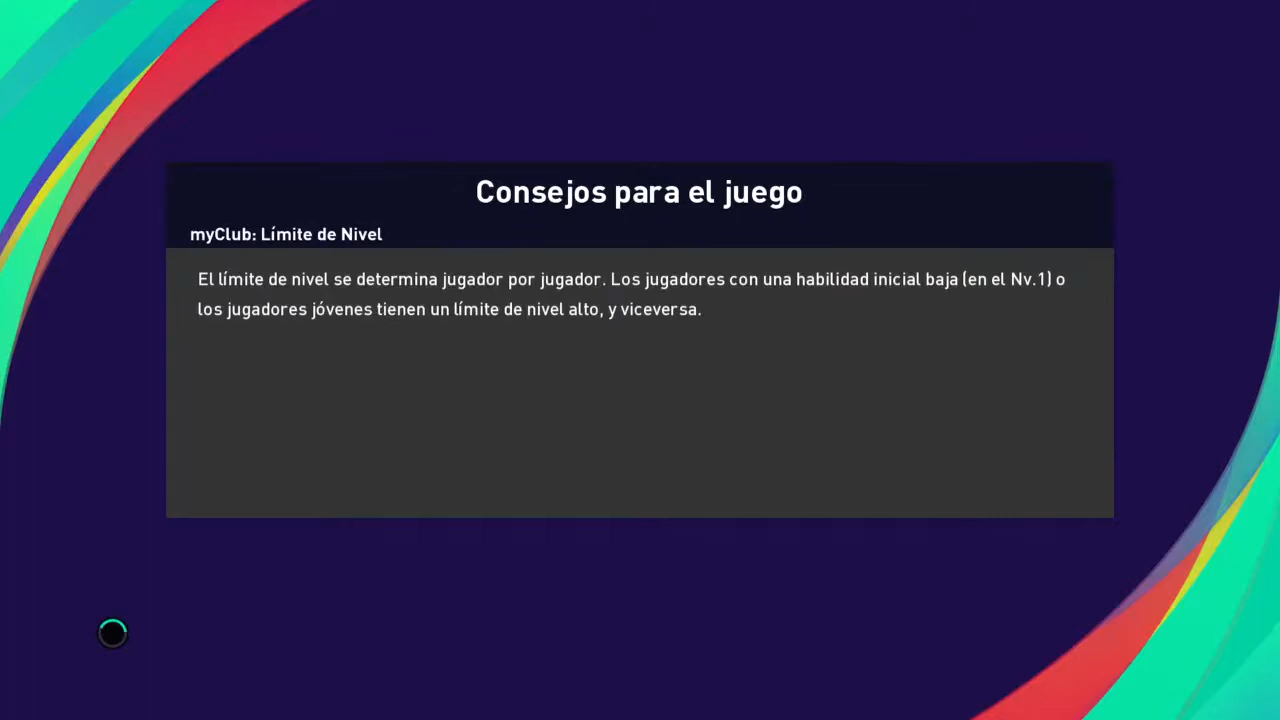 Consejos para el juego
myClub: Límite de Nivel
El límite de nivel se determina jugador por jugador. Los jugadores con una habilidad inicial baja (en el Nv.1) o
los jugadores jóvenes tienen un límite de nivel alto, y viceversa.